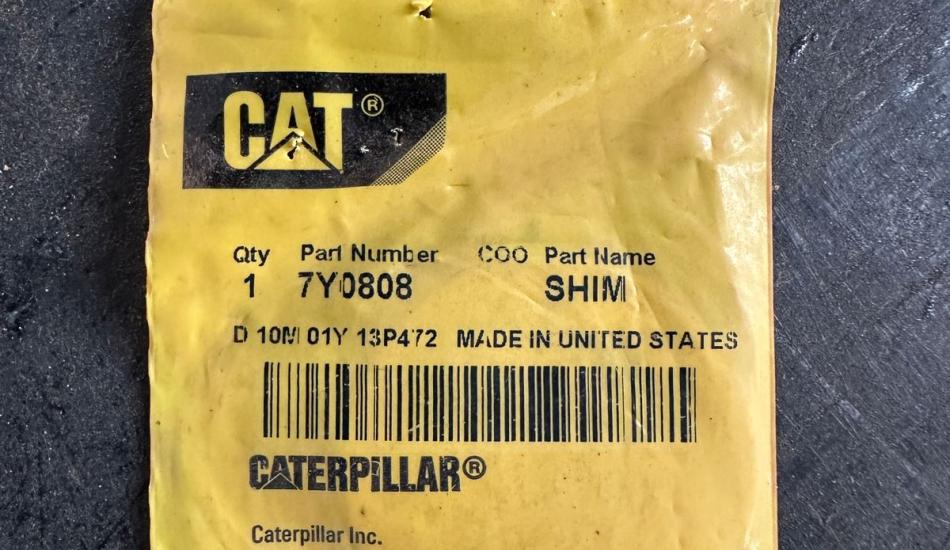 CAT®
Qty Part Number COO Part Name
1 7Y0808 SHIM
D 10M 01Y 13P472 MADE IN UNITED STATES
CATERPILLAR®
Caterpillar Inc.